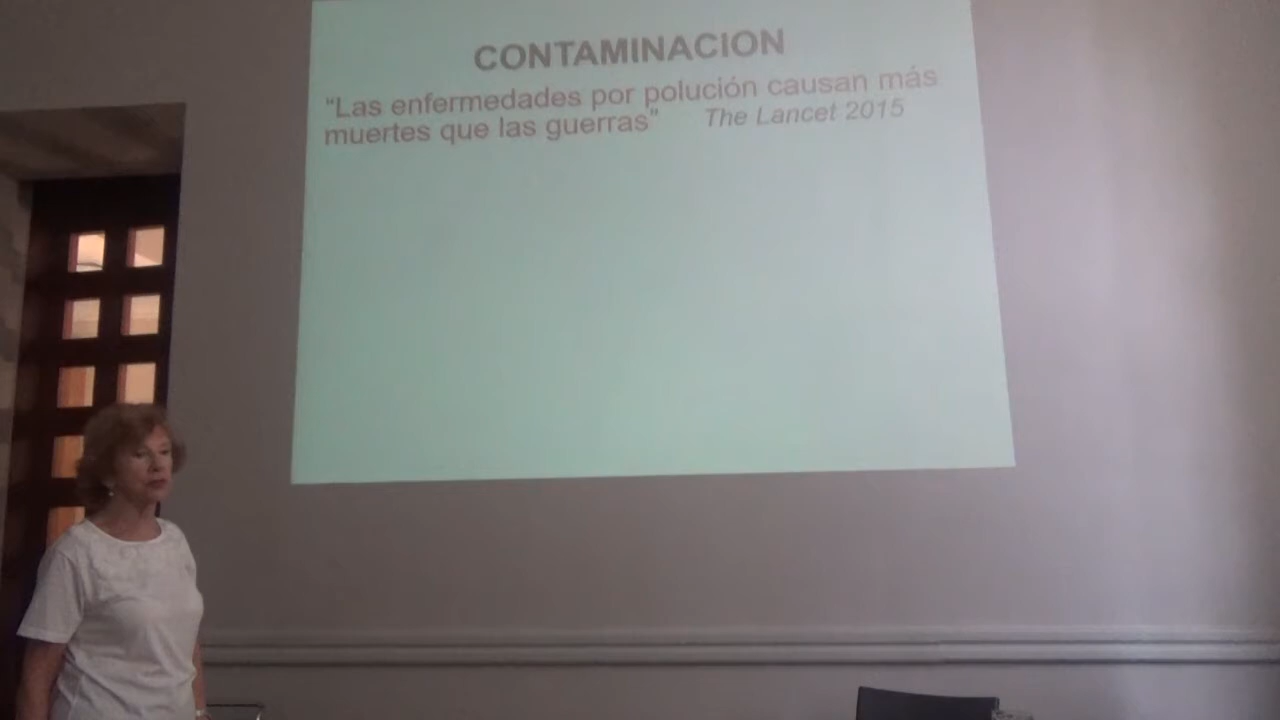 CONTAMINACION
“Las enfermedades por polución causan más
muertes que las guerras” The Lancet 2015